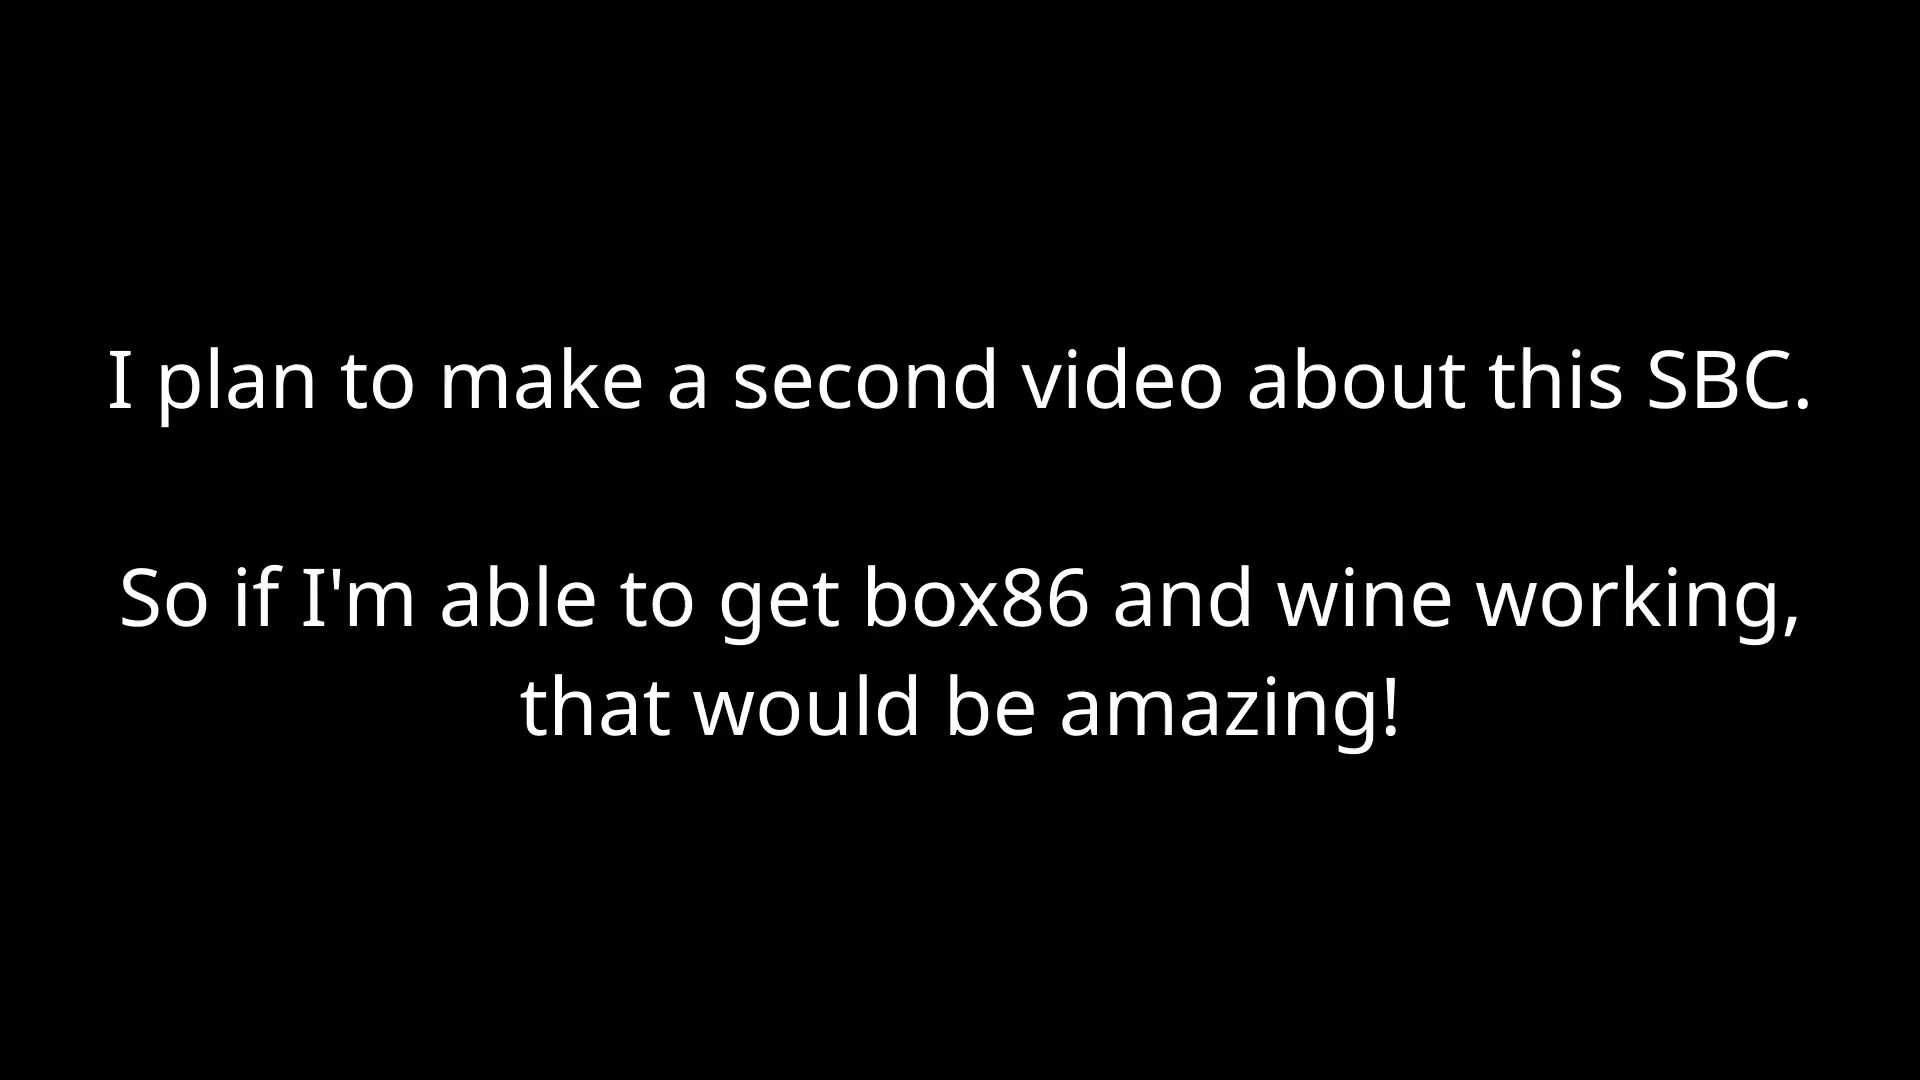 I plan to make a second video about this SBC.
So if I'm able to get box86 and wine working,
that would be amazing!